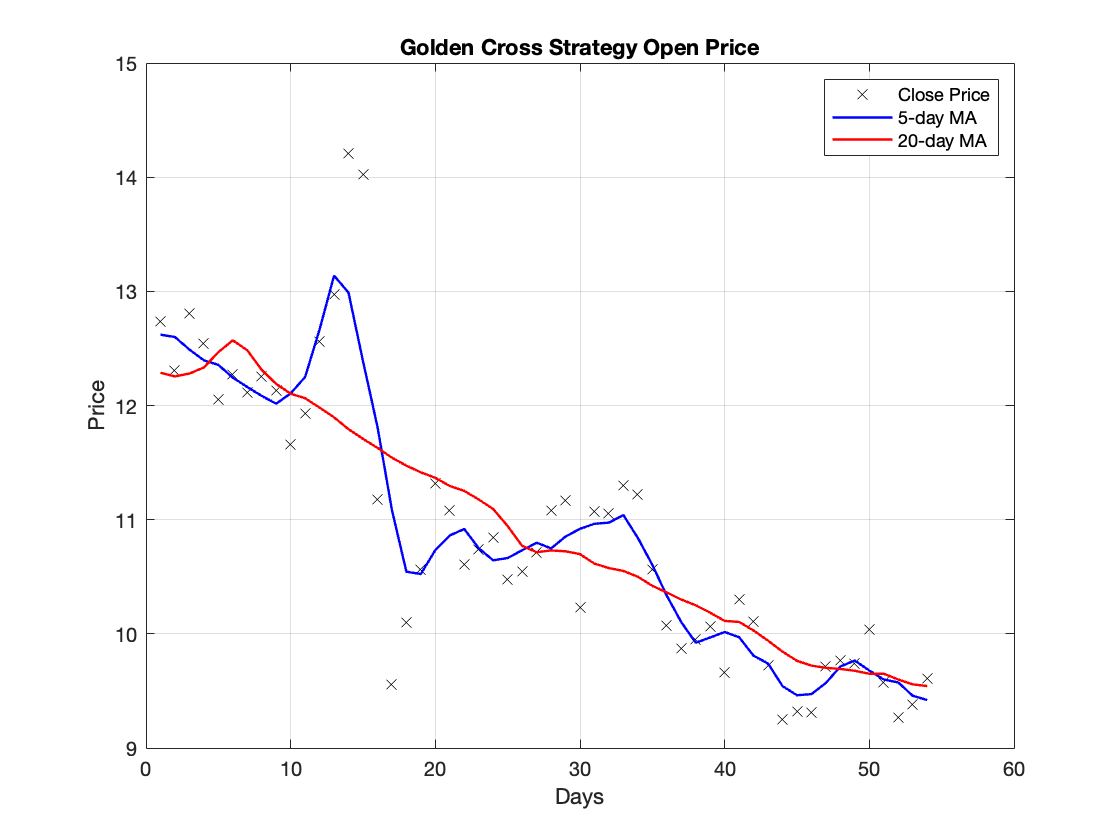 Golden Cross Strategy Open Price
15
14
13
12
11
10
9
Price
Close Price
5-day MA
20-day MA
0 10 20 30 40 50 60
Days